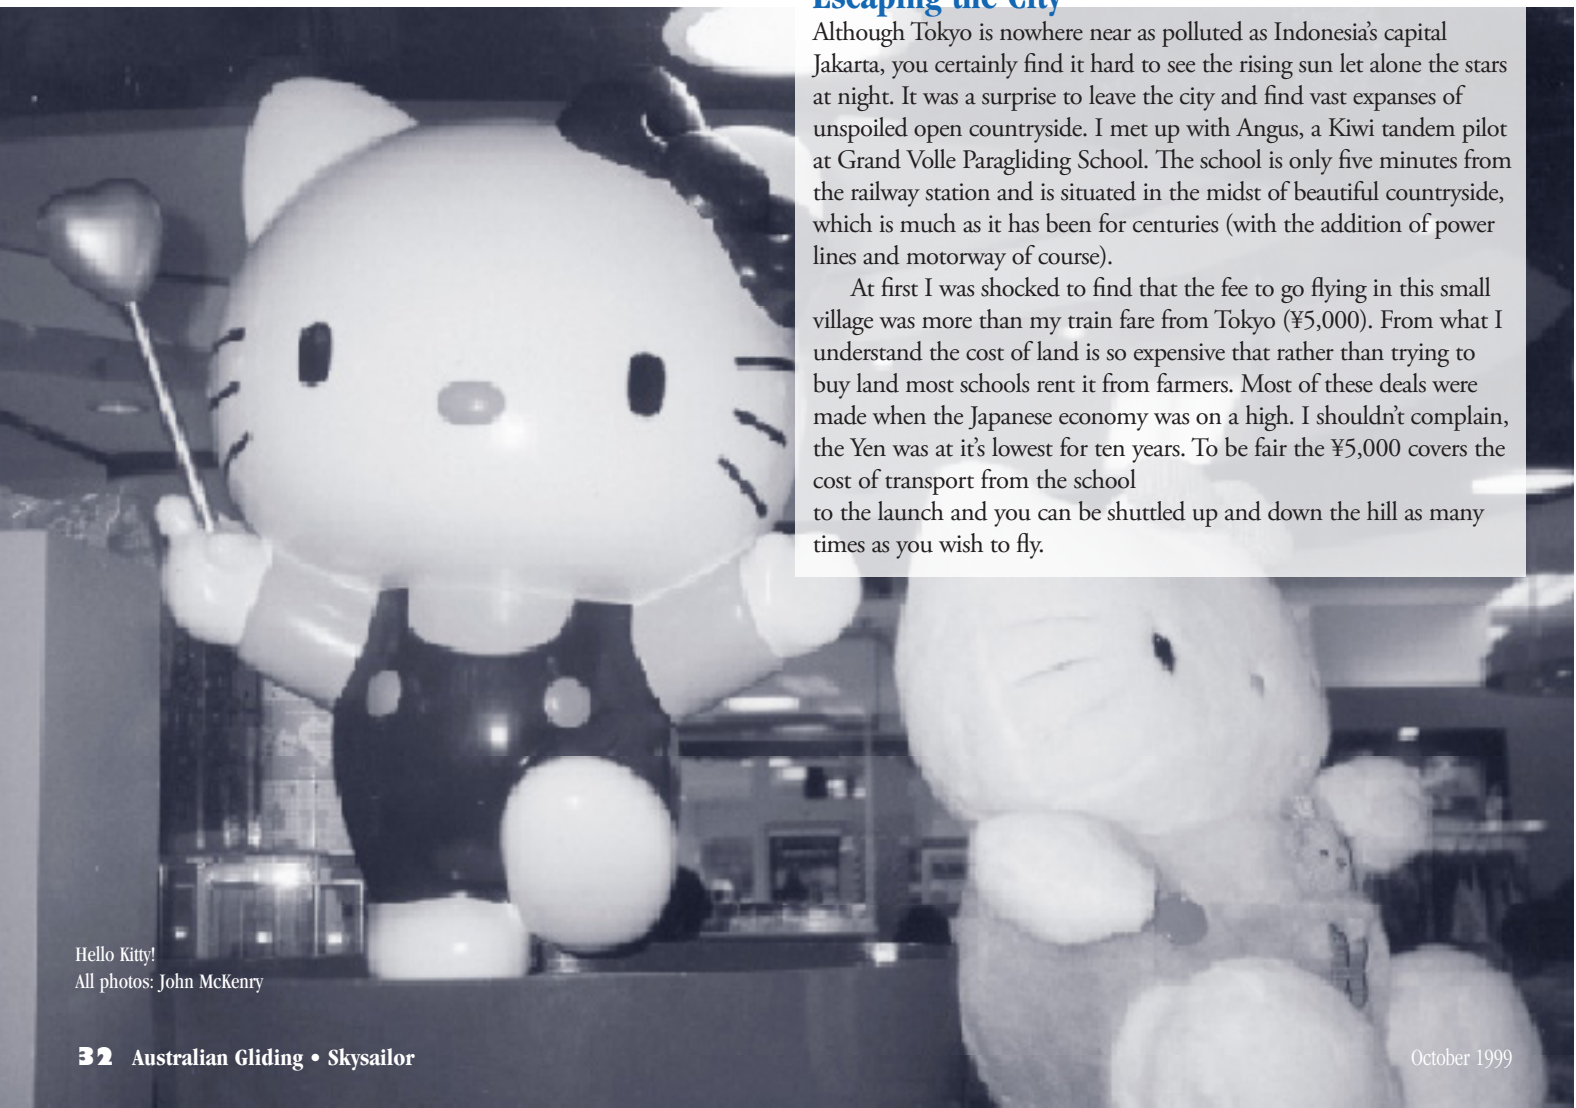 Escaping the City
Although Tokyo is nowhere near as polluted as Indonesia's capital
Jakarta, you certainly find it hard to see the rising sun let alone the stars
at night. It was a surprise to leave the city and find vast expanses of
unspoiled open countryside. I met up with Angus, a Kiwi tandem pilot
at Grand Volle Paragliding School. The school is only five minutes from
the railway station and is situated in the midst of beautiful countryside,
which is much as it has been for centuries (with the addition of power
lines and motorway of course).
At first I was shocked to find that the fee to go flying in this small
village was more than my train fare from Tokyo (¥5,000). From what I
understand the cost of land is so expensive that rather than trying to
buy land most schools rent it from farmers. Most of these deals were
made when the Japanese economy was on a high. I shouldn't complain,
the Yen was at it's lowest for ten years. To be fair the ¥5,000 covers the
cost of transport from the school
to the launch and you can be shuttled up and down the hill as many
times as you wish to fly.
Hello Kitty!
All photos: John McKenry
32 Australian Gliding • Skysailor
October 1999